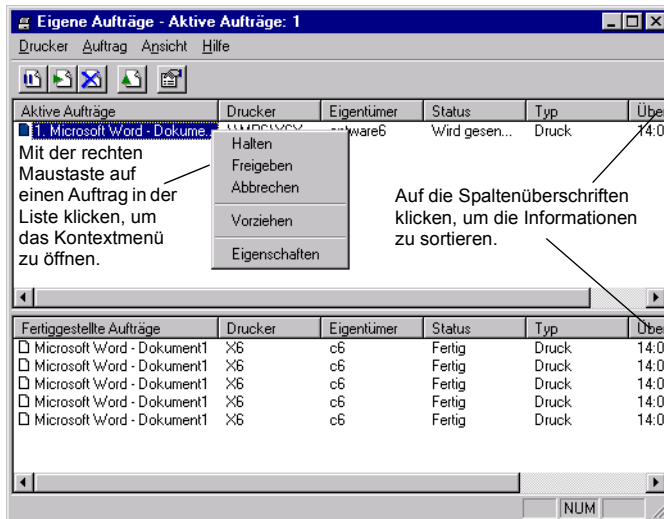 Eigene Aufträge - Aktive Aufträge: 1
Drucker Auftrag Ansicht Hilfe
Aktive Aufträge Drucker Eigentümer Status Typ Über
1. Microsoft Word - Dokume... Wird gesen... Druck 14:0
Mit der rechten
Maustaste auf
einen Auftrag in der
Liste klicken, um
das Kontextmenü
zu öffnen.
Halten
Freigeben
Abbrechen
Vorziehen
Eigenschaften
Auf die Spaltenüberschriften
klicken, um die Informationen
zu sortieren.
Fertiggestellte Aufträge Drucker Eigentümer Status Typ Über
Microsoft Word - Dokument1 X6 c6 Fertig Druck 14:0
Microsoft Word - Dokument1 X6 c6 Fertig Druck 14:0
Microsoft Word - Dokument1 X6 c6 Fertig Druck 14:0
Microsoft Word - Dokument1 X6 c6 Fertig Druck 14:0
Microsoft Word - Dokument1 X6 c6 Fertig Druck 14:0
NUM